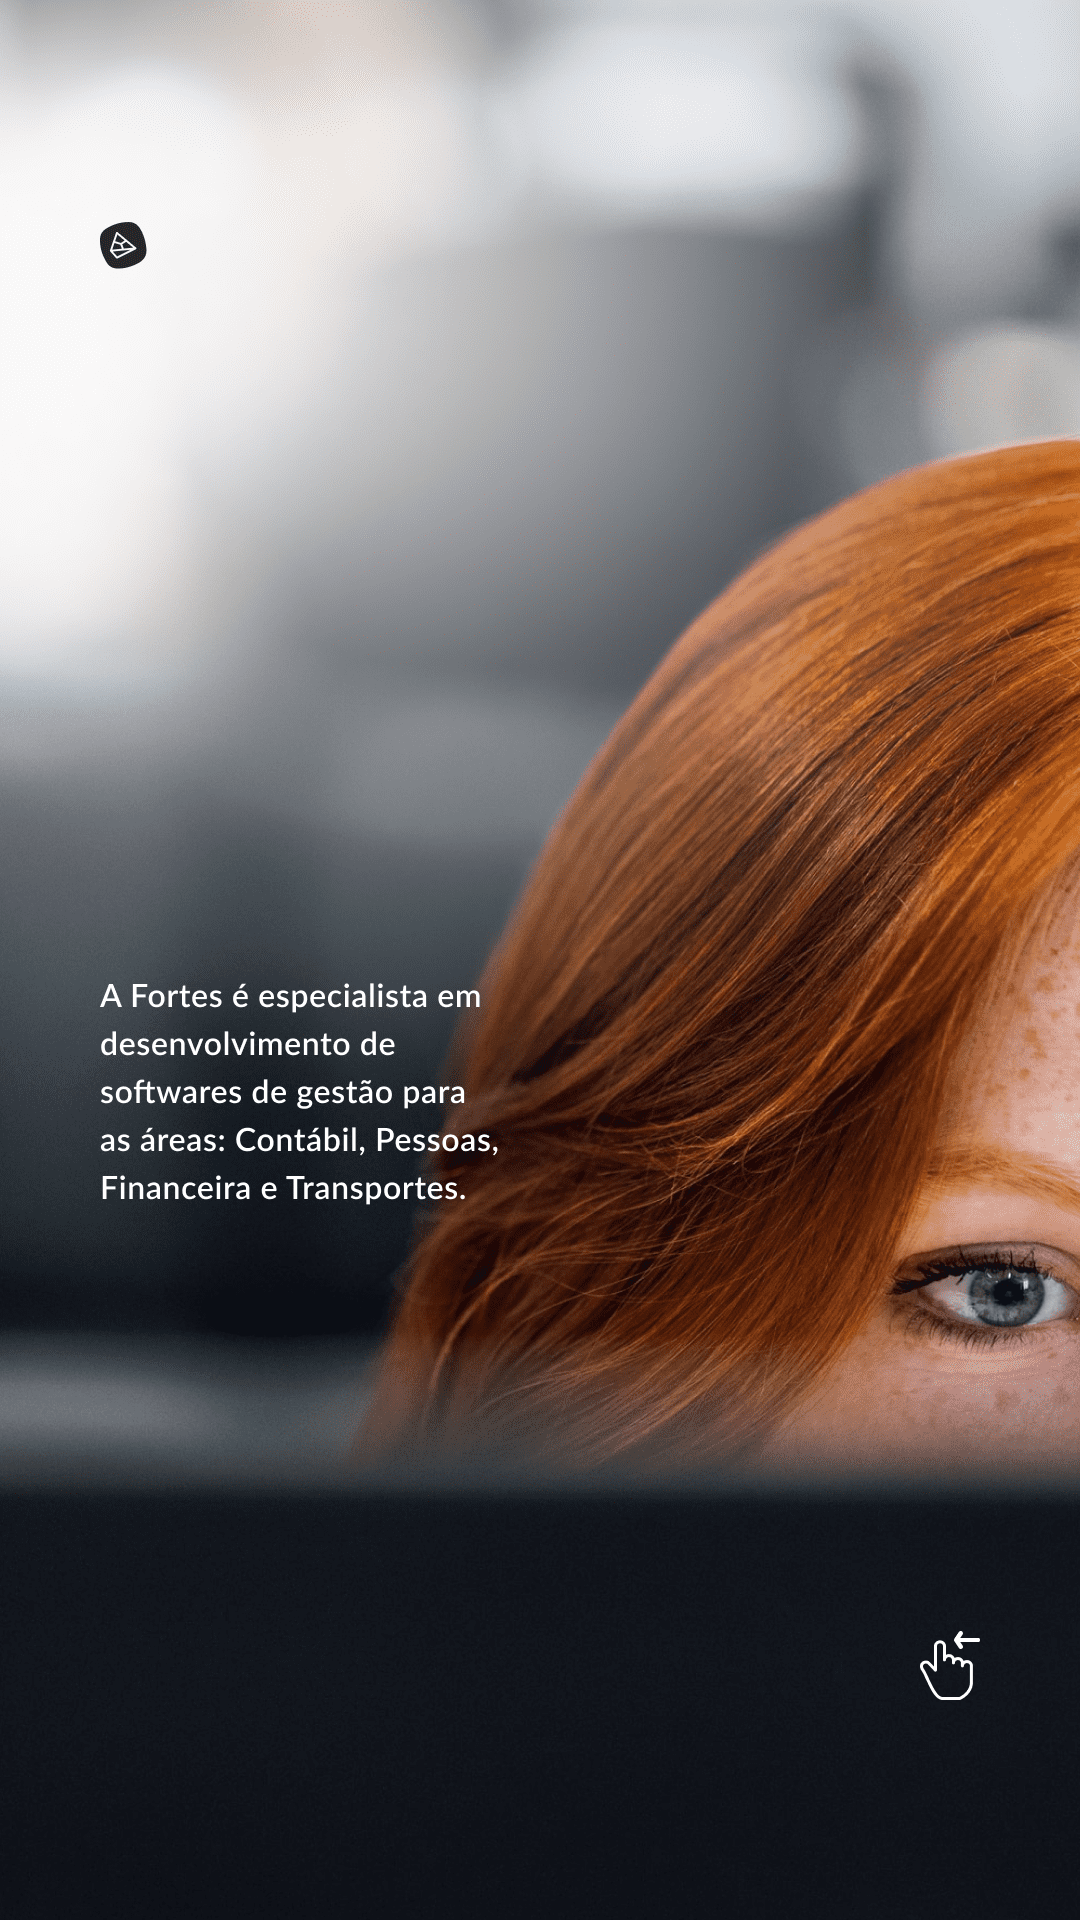 A Fortes é especialista em
desenvolvimento de
softwares de gestão para
as áreas: Contábil, Pessoas,
Financeira e Transportes.